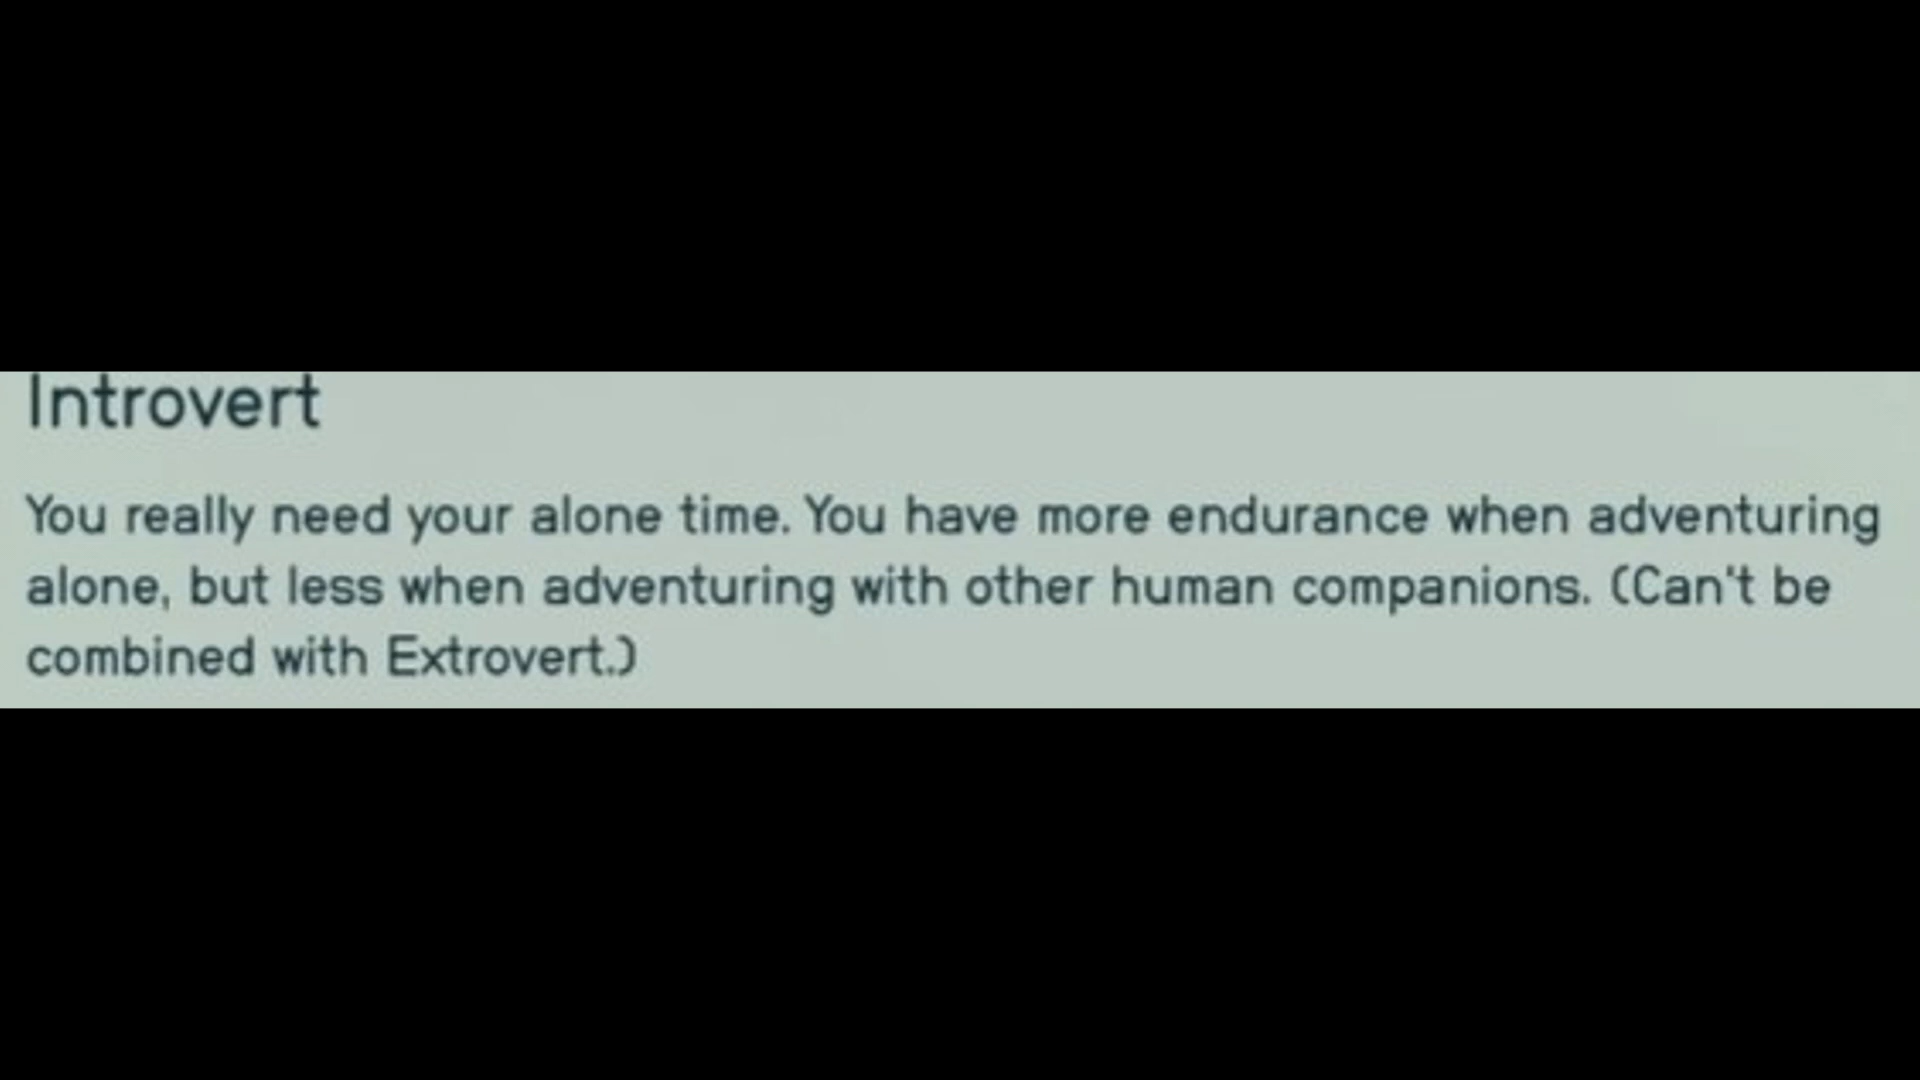 Introvert
You really need your alone time. You have more endurance when adventuring
alone, but less when adventuring with other human companions. (Can't be
combined with Extrovert.)